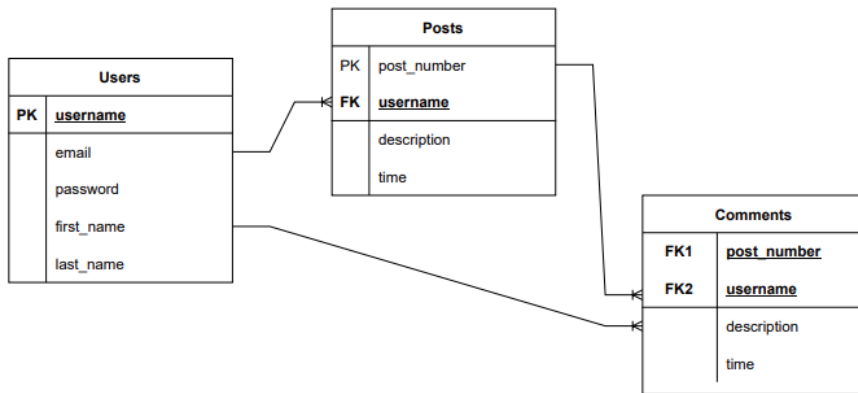 Users
PK username
email
password
first_name
last_name
Posts
PK post_number
FK username
description
time
Comments
FK1 post_number
FK2 username
description
time